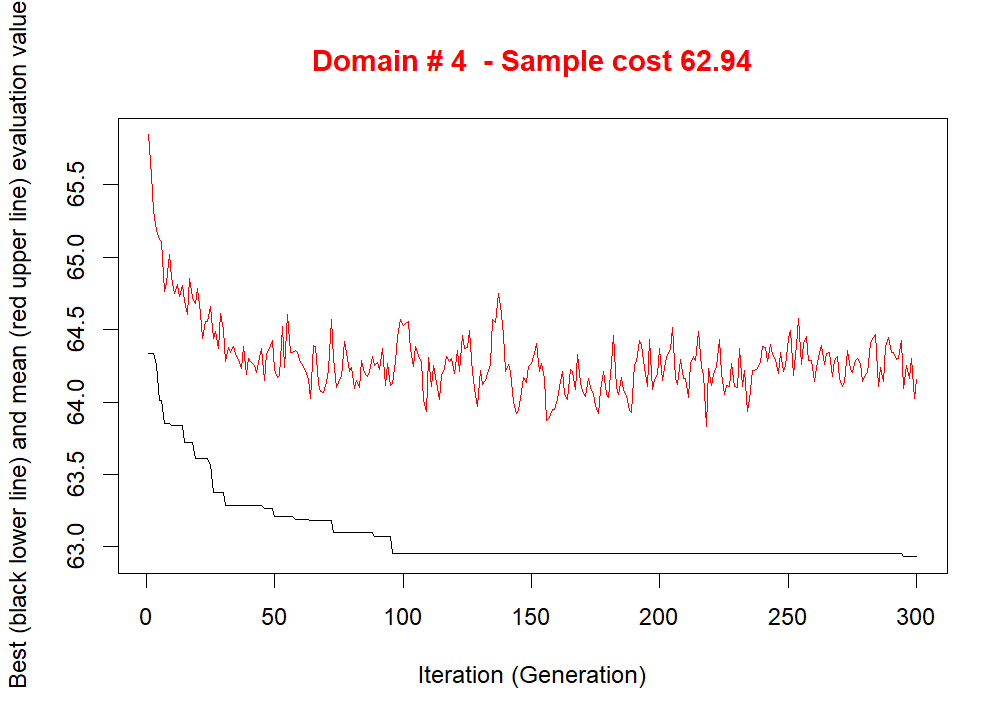 Domain # 4  - Sample cost 62.94
Best (black lower line) and mean (red upper line) evaluation value
65.5
65.0
64.5
64.0
63.5
63.0
0 50 100 150 200 250 300
Iteration (Generation)